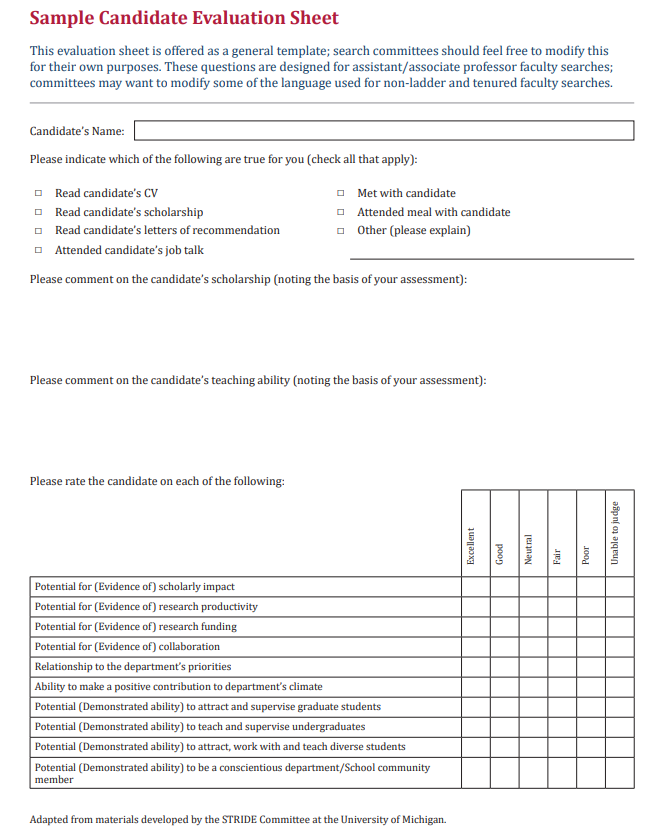 Sample Candidate Evaluation Sheet
This evaluation sheet is offered as a general template; search committees should feel free to modify this
for their own purposes. These questions are designed for assistant/associate professor faculty searches;
committees may want to modify some of the language used for non-ladder and tenured faculty searches.
Candidate's Name:
Please indicate which of the following are true for you (check all that apply):
Read candidate's CV
Read candidate's scholarship
Read candidate's letters of recommendation
Attended candidate's job talk
Met with candidate
Attended meal with candidate
Other (please explain)
Please comment on the candidate's scholarship (noting the basis of your assessment):
Please comment on the candidate's teaching ability (noting the basis of your assessment):
Please rate the candidate on each of the following:
Excellent
Good
Neutral
Fair
Poor
Unable to judge
Potential for (Evidence of) scholarly impact
Potential for (Evidence of) research productivity
Potential for (Evidence of) research funding
Potential for (Evidence of) collaboration
Relationship to the department's priorities
Ability to make a positive contribution to department's climate
Potential (Demonstrated ability) to attract and supervise graduate students
Potential (Demonstrated ability) to teach and supervise undergraduates
Potential (Demonstrated ability) to attract, work with and teach diverse students
Potential (Demonstrated ability) to be a conscientious department/School community
member
Adapted from materials developed by the STRIDE Committee at the University of Michigan.